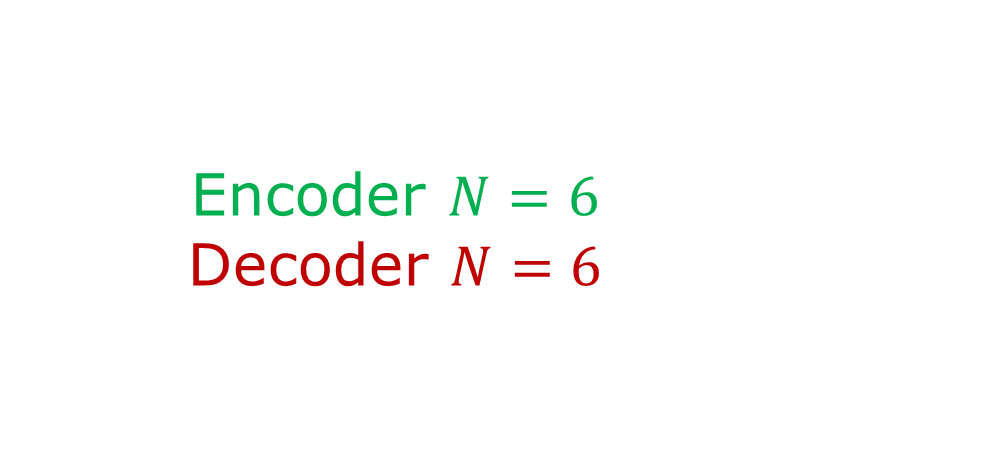 Encoder 𝑁 = 6
Decoder 𝑁 = 6